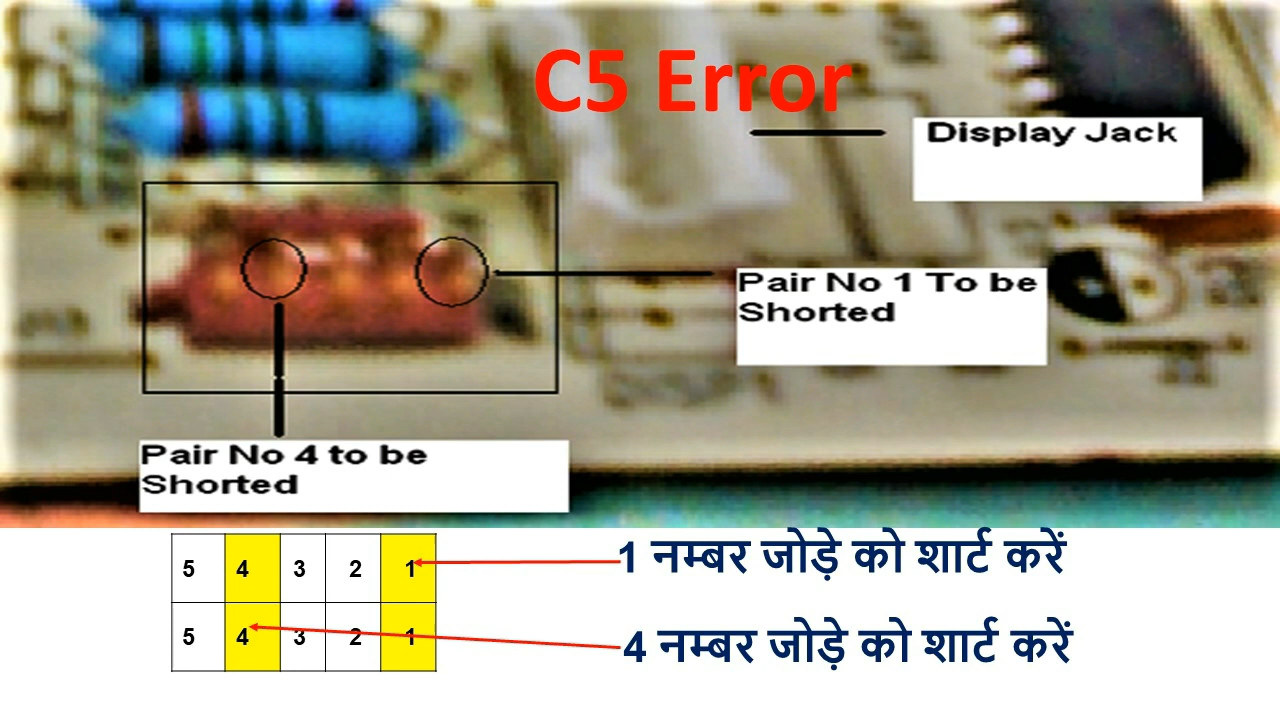 C5 Error
Display Jack
Pair No 1 To be
Shorted
Pair No 4 to be
Shorted
5 4 3 2 1
5 4 3 2 1
1 नम्बर जोड़े को शार्ट करें
4 नम्बर जोड़े को शार्ट करें